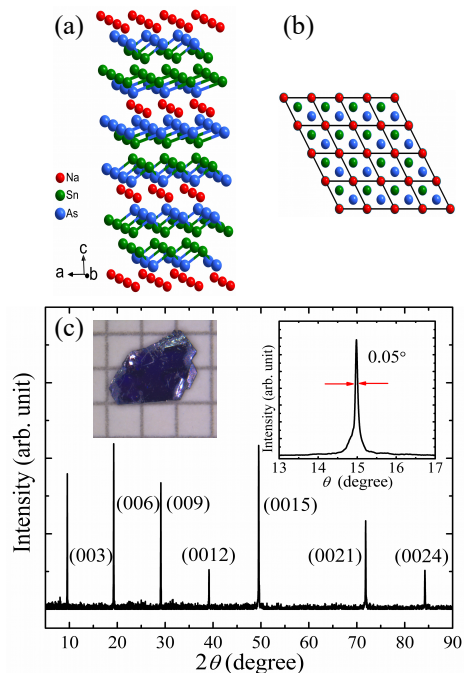 (a)
(b)
Na
Sn
As
c
a
b
(c)
0.05°
Intensity (arb. unit)
13 14 15 16 17
θ (degree)
Intensity (arb. unit)
(003)
(006)
(009)
(0012)
(0015)
(0021)
(0024)
10 20 30 40 50 60 70 80 90
2θ (degree)